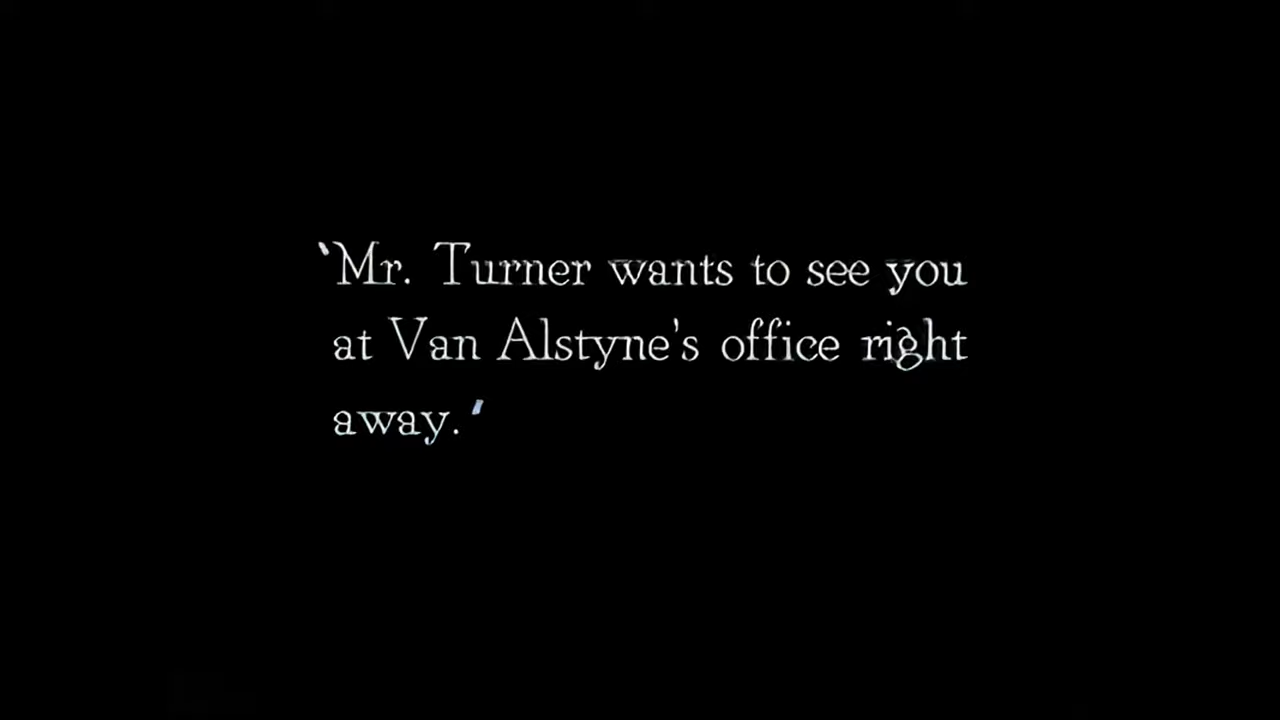 ‘Mr. Turner wants to see you
at Van Alstyne's office right
away.’